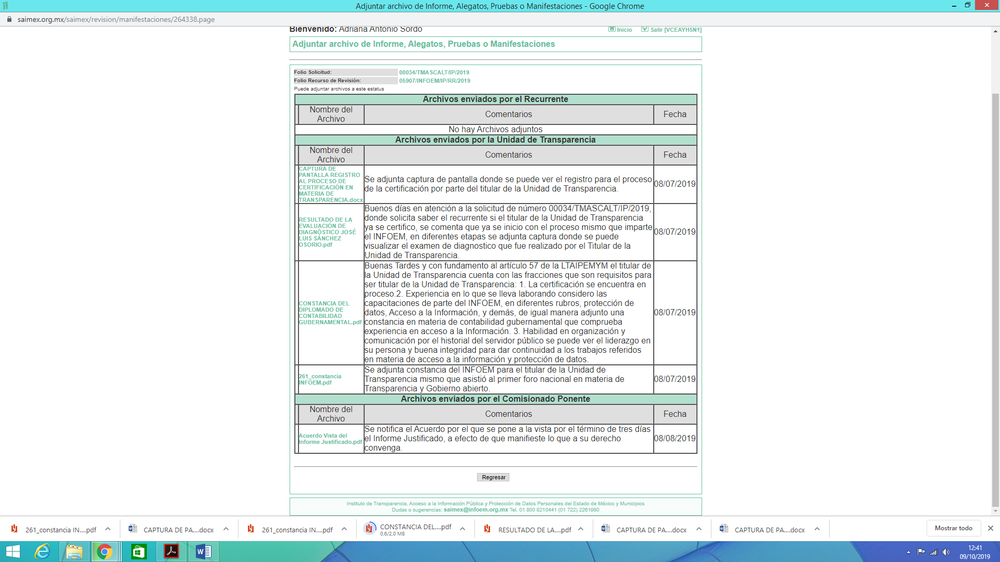 Adjuntar archivo de Informe, Alegatos, Pruebas o Manifestaciones - Google Chrome
saimex.org.mx/saimex/revision/manifestaciones/264338.page
Bienvenido: Adriana Antonio Sordo
Inicio
Salir [VCEAYH5N1]
Adjuntar archivo de Informe, Alegatos, Pruebas o Manifestaciones
Folio Solicitud: 00034/TMASCALT/IP/2019
Folio Recurso de Revisión: 05907/INFOEM/IP/RR/2019
Puede adjuntar archivos a este estatus
Archivos enviados por el Recurrente
Nombre del
Archivo
Comentarios
Fecha
No hay Archivos adjuntos
Archivos enviados por la Unidad de Transparencia
Nombre del
Archivo
Comentarios
Fecha
CAPTURA DE
PANTALLA REGISTRO
AL PROCESO DE
CERTIFICACIÓN EN
MATERIA DE
TRANSPARENCIA.docx
Se adjunta captura de pantalla donde se puede ver el registro para el proceso
de la certificación por parte del titular de la Unidad de Transparencia.
08/07/2019
RESULTADO DE LA
EVALUACIÓN DE
DIAGNÓSTICO JOSÉ
LUIS SÁNCHEZ
OSORIO.pdf
Buenos días en atención a la solicitud de número 00034/TMASCALT/IP/2019,
donde solicita saber el recurrente si el titular de la Unidad de Transparencia
ya se certifico, se comenta que ya se inicio con el proceso mismo que imparte
el INFOEM, en diferentes etapas se adjunta captura donde se puede
visualizar el examen de diagnostico que fue realizado por el Titular de la
Unidad de Transparencia.
08/07/2019
CONSTANCIA DEL
DIPLOMADO DE
CONTABILIDAD
GUBERNAMENTAL.pdf
Buenas Tardes y con fundamento al artículo 57 de la LTAIPEMYM el titular de
la Unidad de Transparencia cuenta con las fracciones que son requisitos para
ser titular de la Unidad de Transparencia: 1. La certificación se encuentra en
proceso.2. Experiencia en lo que se lleva laborando considero las
capacitaciones de parte del INFOEM, en diferentes rubros, protección de
datos, Acceso a la Información, y demás, de igual manera adjunto una
constancia en materia de contabilidad gubernamental que comprueba
experiencia en acceso a la Información. 3. Habilidad en organización y
comunicación por el historial del servidor público se puede ver el liderazgo en
su persona y buena integridad para dar continuidad a los trabajos referidos
en materia de acceso a la información y protección de datos.
08/07/2019
261_constancia
INFOEM.pdf
Se adjunta constancia del INFOEM para el titular de la Unidad de
Transparencia mismo que asistió al primer foro nacional en materia de
Transparencia y Gobierno abierto.
08/07/2019
Archivos enviados por el Comisionado Ponente
Nombre del
Archivo
Comentarios
Fecha
Acuerdo Vista del
Informe Justificado.pdf
Se notifica el Acuerdo por el que se pone a la vista por el término de tres días
el Informe Justificado, a efecto de que manifieste lo que a su derecho
convenga.
08/08/2019
Regresar
Instituto de Transparencia, Acceso a la Información Pública y Protección de Datos Personales del Estado de México y Municipios
Dudas o sugerencias: saimex@infoem.org.mx Tel. 01 800 8210441 (01 722) 2261980
261_constancia IN....pdf
CAPTURA DE PA....docx
261_constancia IN....pdf
CONSTANCIA DEL....pdf
0,6/2,0 MB
RESULTADO DE LA....pdf
CAPTURA DE PA....docx
CAPTURA DE PA....docx
Mostrar todo
12:41
09/10/2019